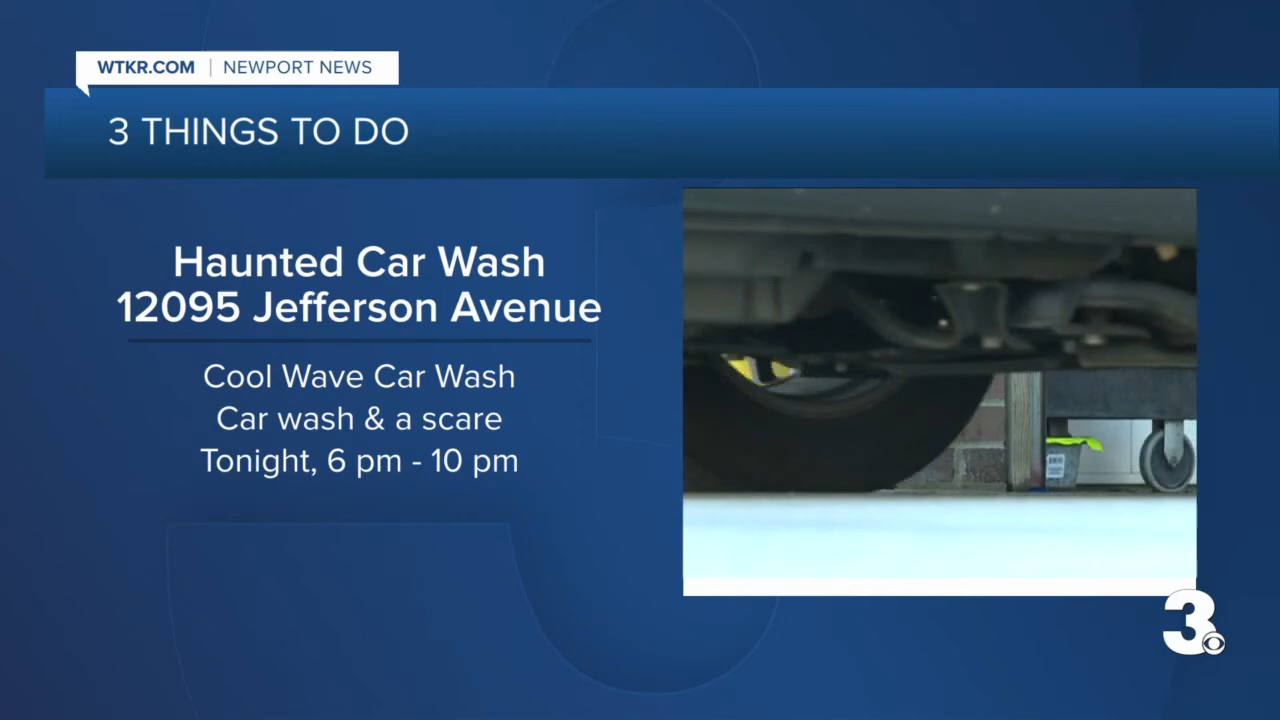 WTKR.COM | NEWPORT NEWS
3 THINGS TO DO
Haunted Car Wash
12095 Jefferson Avenue
Cool Wave Car Wash
Car wash & a scare
Tonight, 6 pm - 10 pm
3